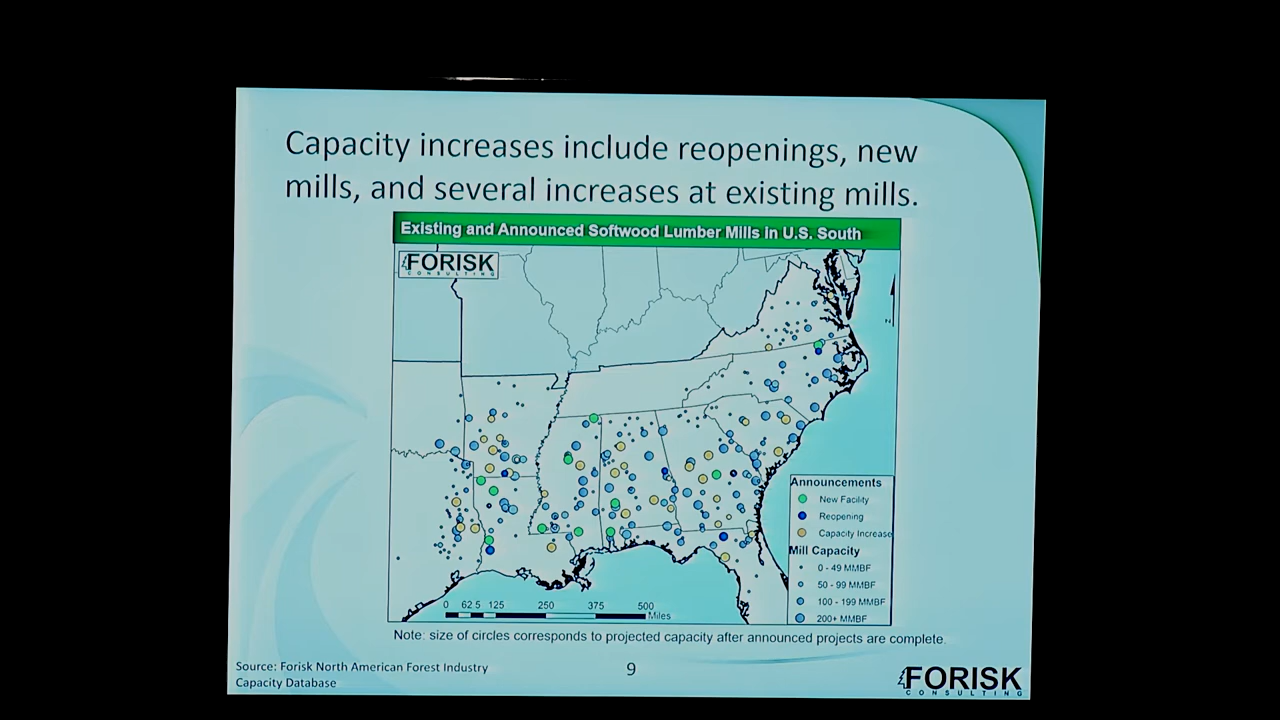 Capacity increases include reopenings, new
mills, and several increases at existing mills.
Existing and Announced Softwood Lumber Mills in U.S. South
FORISK
CONSULTING
N
Announcements
New Facility
Reopening
Capacity Increase
Mill Capacity
0 - 49 MMBF
50 - 99 MMBF
100 - 199 MMBF
200+ MMBF
0 62.5 125 250 375 500
Miles
Note: size of circles corresponds to projected capacity after announced projects are complete.
Source: Forisk North American Forest Industry
Capacity Database
9
FORISK
CONSULTING